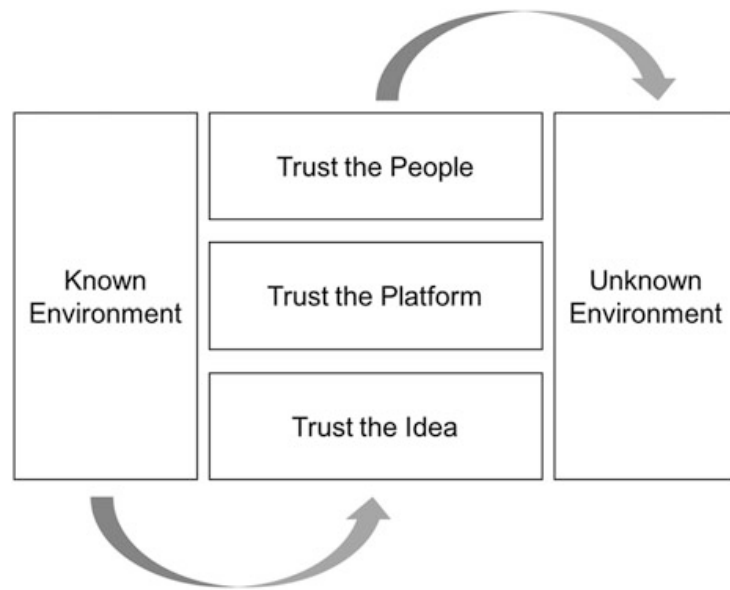 Known
Environment
Trust the People
Trust the Platform
Trust the Idea
Unknown
Environment